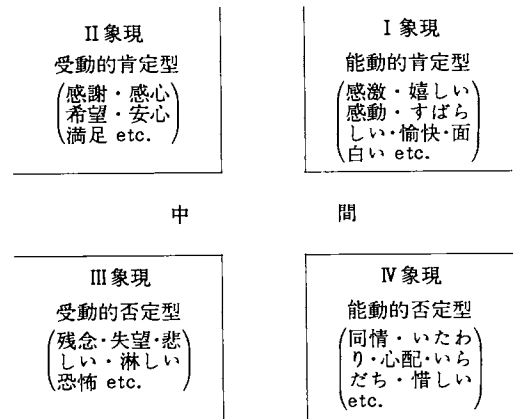 II象現
受動的肯定型
感謝・感心
希望・安心
満足 etc.
I象現
能動的肯定型
感激・嬉しい
感動・すばら
しい・愉快・面
白い etc.
中 間
III象現
受動的否定型
残念・失望・悲
しい・淋しい
恐怖 etc.
IV象現
能動的否定型
同情・いたわ
り・心配・いら
だち・惜しい
etc.